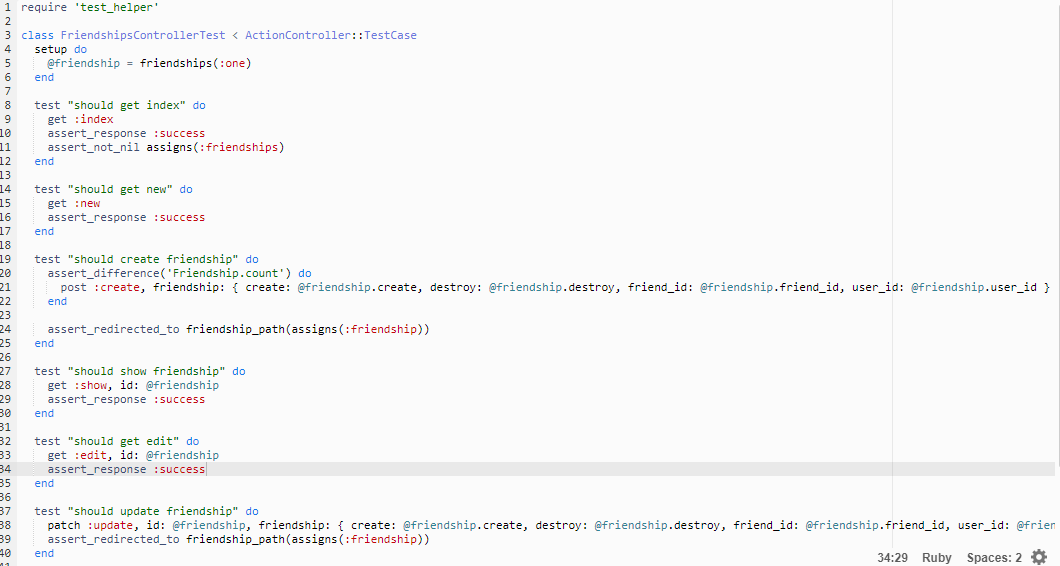 1 require 'test_helper'
2
3 class FriendshipsControllerTest < ActionController::TestCase
4 setup do
5 @friendship = friendships(:one)
6 end
7
8 test "should get index" do
9 get :index
10 assert_response :success
11 assert_not_nil assigns(:friendships)
12 end
13
14 test "should get new" do
15 get :new
16 assert_response :success
17 end
18
19 test "should create friendship" do
20 assert_difference('Friendship.count') do
21 post :create, friendship: { create: @friendship.create, destroy: @friendship.destroy, friend_id: @friendship.friend_id, user_id: @friendship.user_id }
22 end
23
24 assert_redirected_to friendship_path(assigns(:friendship))
25 end
26
27 test "should show friendship" do
28 get :show, id: @friendship
29 assert_response :success
30 end
31
32 test "should get edit" do
33 get :edit, id: @friendship
34 assert_response :success
35 end
36
37 test "should update friendship" do
38 patch :update, id: @friendship, friendship: { create: @friendship.create, destroy: @friendship.destroy, friend_id: @friendship.friend_id, user_id: @frien
39 assert_redirected_to friendship_path(assigns(:friendship))
40 end
34:29 Ruby Spaces: 2